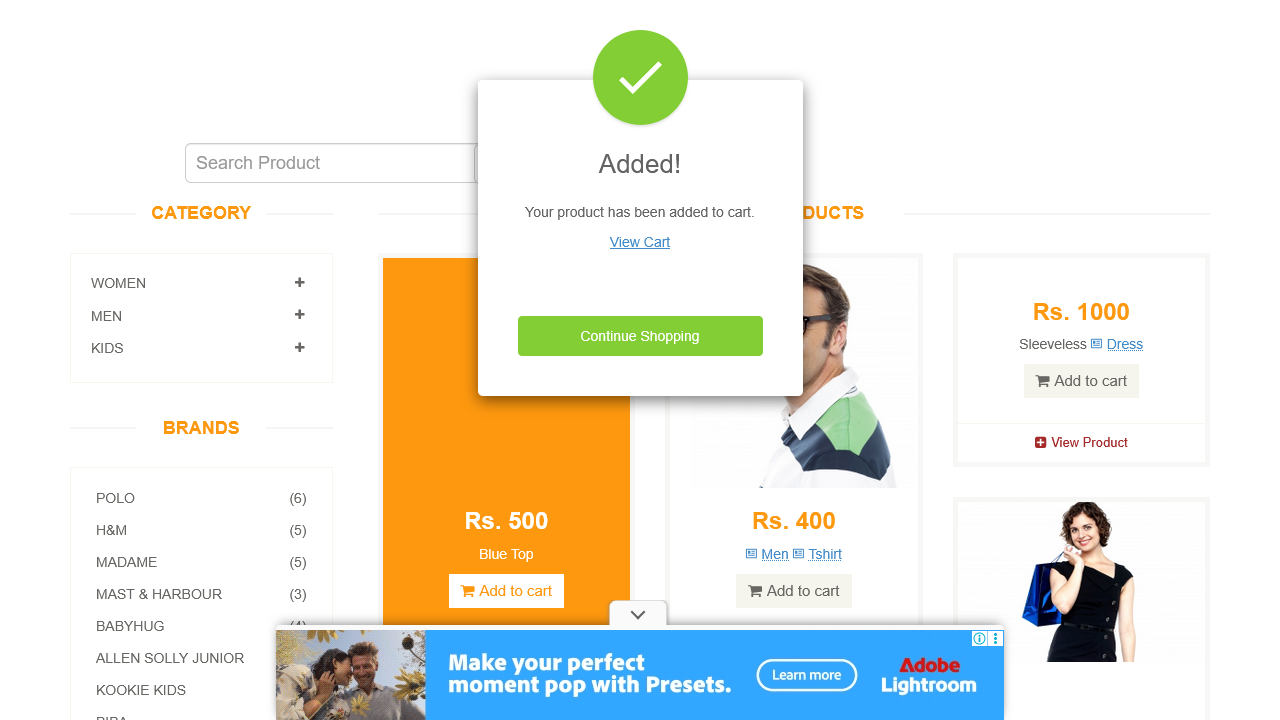 Added!
Your product has been added to cart.
View Cart
Continue Shopping
Search Product
CATEGORY
WOMEN
MEN
KIDS
BRANDS
POLO (6)
H&M (5)
MADAME (5)
MAST & HARBOUR (3)
BABYHUG
ALLEN SOLLY JUNIOR
KOOKIE KIDS
Rs. 500
Blue Top
Add to cart
Rs. 400
Men Tshirt
Add to cart
Rs. 1000
Sleeveless Dress
Add to cart
View Product
Make your perfect
moment pop with Presets.
Learn more
Adobe
Lightroom